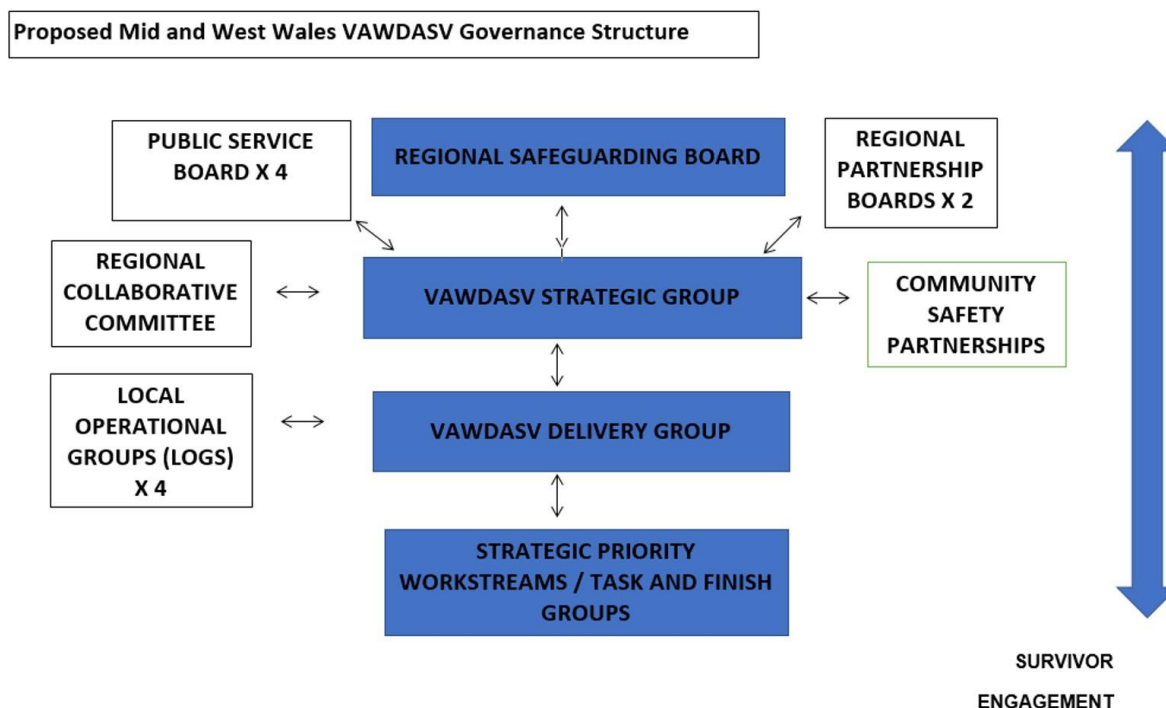 Proposed Mid and West Wales VAWDASV Governance Structure
PUBLIC SERVICE
BOARD X 4
REGIONAL SAFEGUARDING BOARD
REGIONAL
PARTNERSHIP
BOARDS X 2
REGIONAL
COLLABORATIVE
COMMITTEE
VAWDASV STRATEGIC GROUP
COMMUNITY
SAFETY
PARTNERSHIPS
LOCAL
OPERATIONAL
GROUPS (LOGS)
X 4
VAWDASV DELIVERY GROUP
STRATEGIC PRIORITY
WORKSTREAMS / TASK AND FINISH
GROUPS
SURVIVOR
ENGAGEMENT